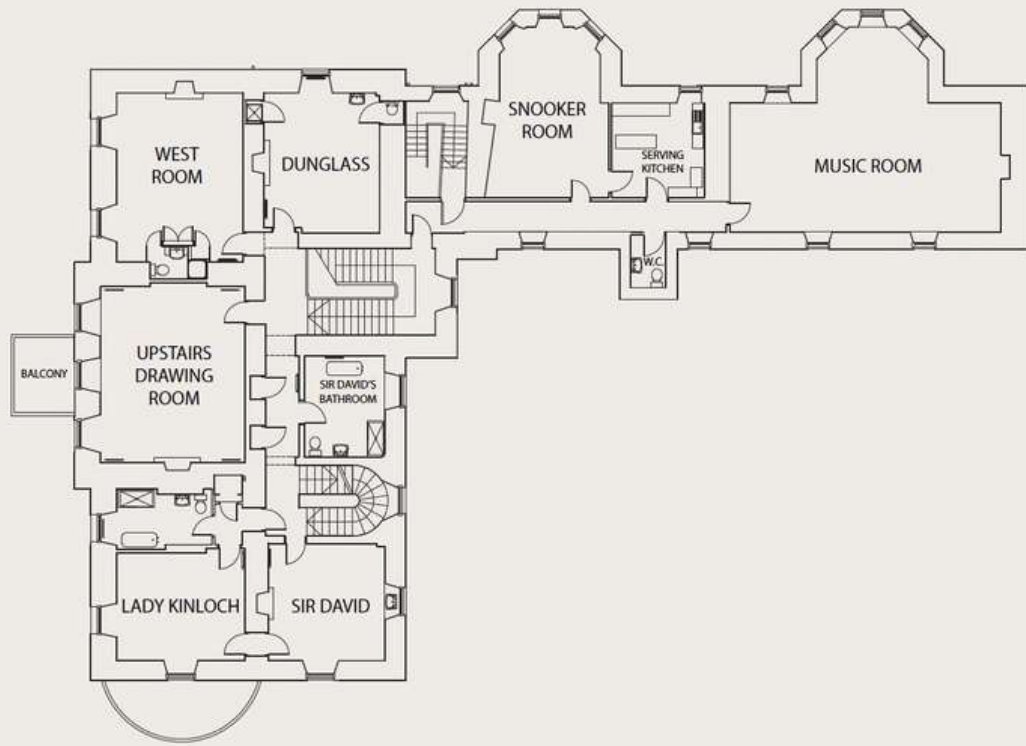 SNOOKER
ROOM
WEST
ROOM
DUNGLASS
SERVING
KITCHEN
MUSIC ROOM
W.C.
UPSTAIRS
DRAWING
ROOM
BALCONY
SIR DAVID'S
BATHROOM
LADY KINLOCH
SIR DAVID